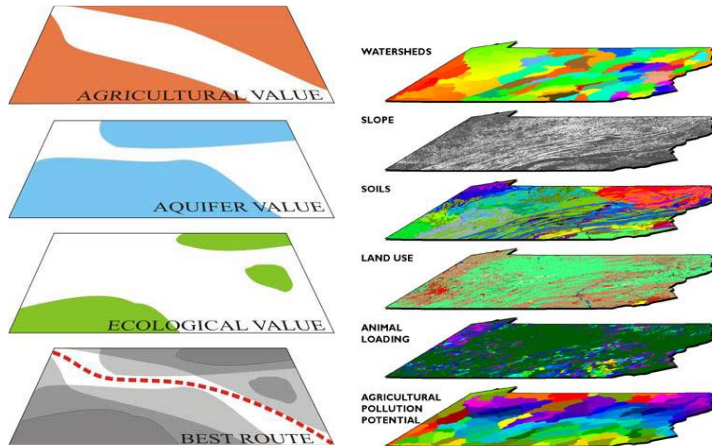 AGRICULTURAL VALUE
AQUIFER VALUE
ECOLOGICAL VALUE
BEST ROUTE
WATERSHEDS
SLOPE
SOILS
LAND USE
ANIMAL
LOADING
AGRICULTURAL
POLLUTION
POTENTIAL